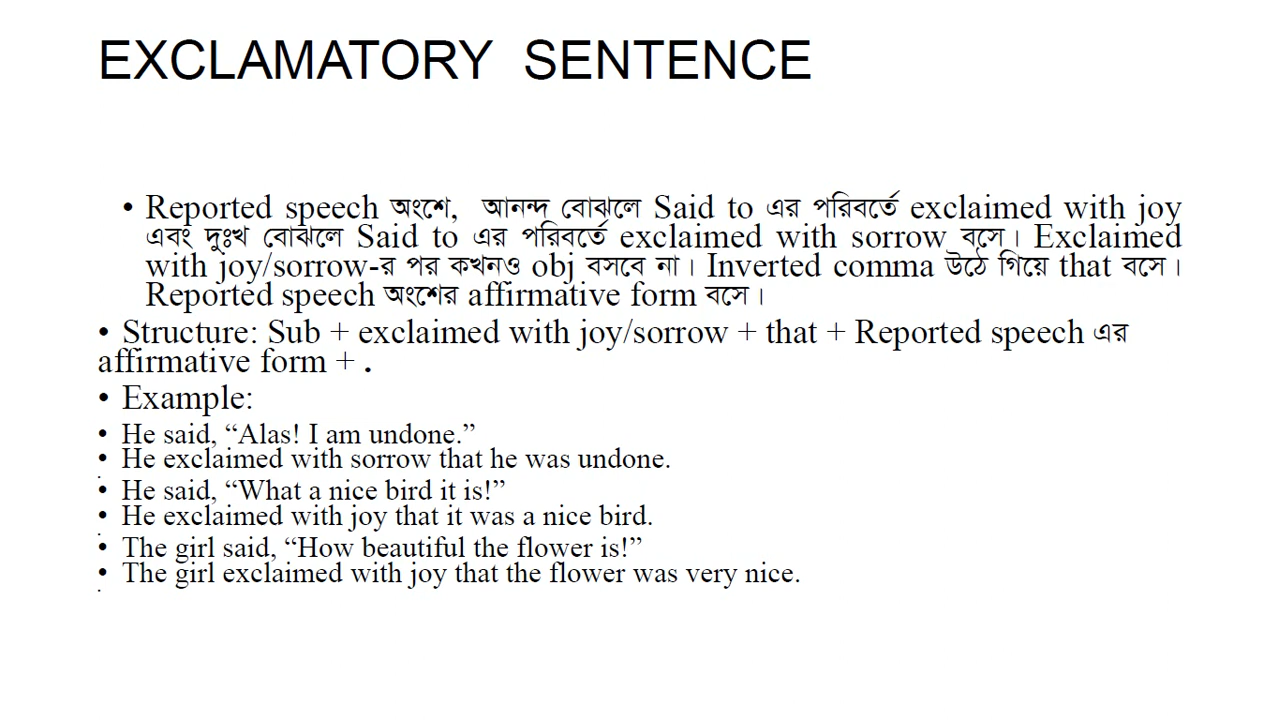 EXCLAMATORY SENTENCE
• Reported speech অংশে, আনন্দ বোঝলে Said to এর পরিবর্তে exclaimed with joy
এবং দুঃখ বোঝলে Said to এর পরিবর্তে exclaimed with sorrow বসে। Exclaimed
with joy/sorrow-র পর কখনও obj বসবে না। Inverted comma উঠে গিয়ে that বসে।
Reported speech অংশের affirmative form বসে।
• Structure: Sub + exclaimed with joy/sorrow + that + Reported speech এর
affirmative form + .
• Example:
• He said, “Alas! I am undone.”
• He exclaimed with sorrow that he was undone.
• He said, “What a nice bird it is!”
• He exclaimed with joy that it was a nice bird.
• The girl said, “How beautiful the flower is!”
• The girl exclaimed with joy that the flower was very nice.